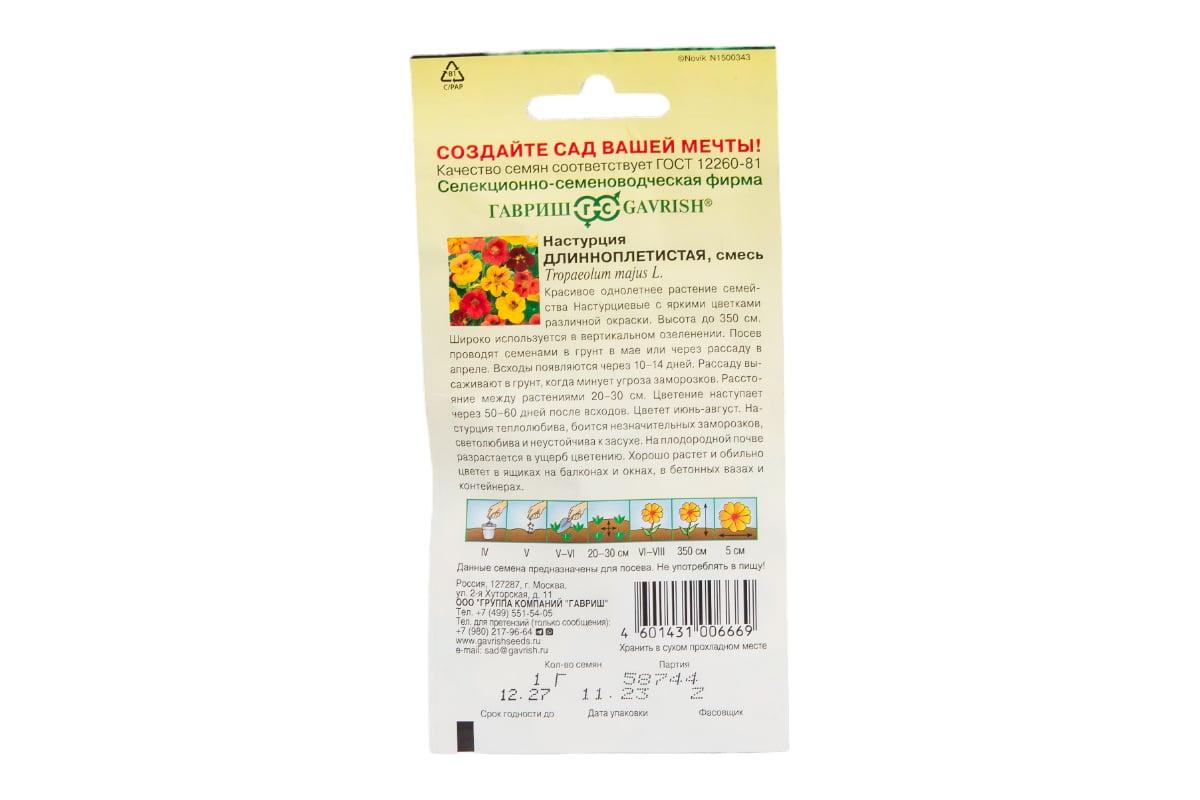 ©Novik N1500343
81
C/PAP
СОЗДАЙТЕ САД ВАШЕЙ МЕЧТЫ!
Качество семян соответствует ГОСТ 12260-81
Селекционно-семеноводческая фирма
ГАВРИШ ГС GAVRISH®
Настурция
ДЛИННОПЛЕТИСТАЯ, смесь
Tropaeolum majus L.
Красивое однолетнее растение семей-
ства Настурциевые с яркими цветками
различной окраски. Высота до 350 см.
Широко используется в вертикальном озеленении. Посев
проводят семенами в грунт в мае или через рассаду в
апреле. Всходы появляются через 10–14 дней. Рассаду вы-
саживают в грунт, когда минует угроза заморозков. Рассто-
яние между растениями 20–30 см. Цветение наступает
через 50–60 дней после всходов. Цветет июнь-август. На-
стурция теплолюбива, боится незначительных заморозков,
светолюбива и неустойчива к засухе. На плодородной почве
разрастается в ущерб цветению. Хорошо растет и обильно
цветет в ящиках на балконах и окнах, в бетонных вазах и
контейнерах.
IV V V–VI 20–30 см VI–VIII 350 см 5 см
Данные семена предназначены для посева. Не употреблять в пищу!
Россия, 127287, г. Москва,
ул. 2-я Хуторская, д. 11
ООО "ГРУППА КОМПАНИЙ "ГАВРИШ"
Тел. +7 (499) 551-54-05
Тел. для претензий (только сообщения):
+7 (980) 217-96-64
www.gavrishseeds.ru
e-mail: sad@gavrish.ru
4 601431 006669
Хранить в сухом прохладном месте
Кол-во семян Партия
1 Г 58744
12.27 11.23 2
Срок годности до Дата упаковки Фасовщик